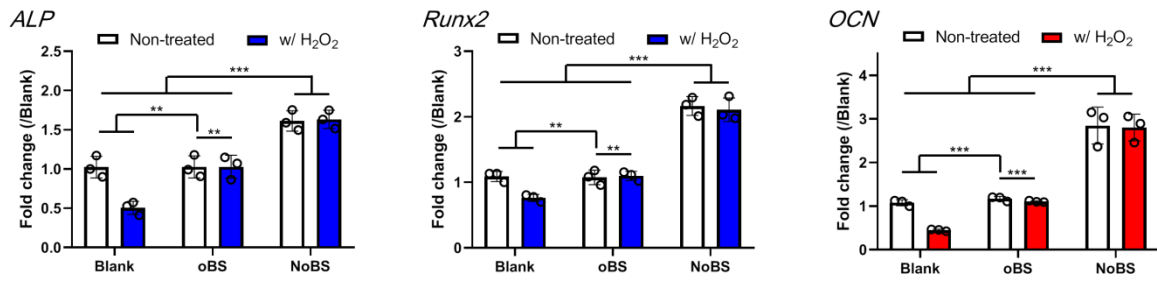 ALP
Non-treated w/ H₂O₂
Fold change (/Blank)
2.5
2.0
1.5
1.0
0.5
0.0
***
**
**
Blank oBS NoBS
Runx2
Non-treated w/ H₂O₂
Fold change (/Blank)
3
2
1
0
***
**
**
Blank oBS NoBS
OCN
Non-treated w/ H₂O₂
Fold change (/Blank)
4
3
2
1
0
***
***
***
Blank oBS NoBS